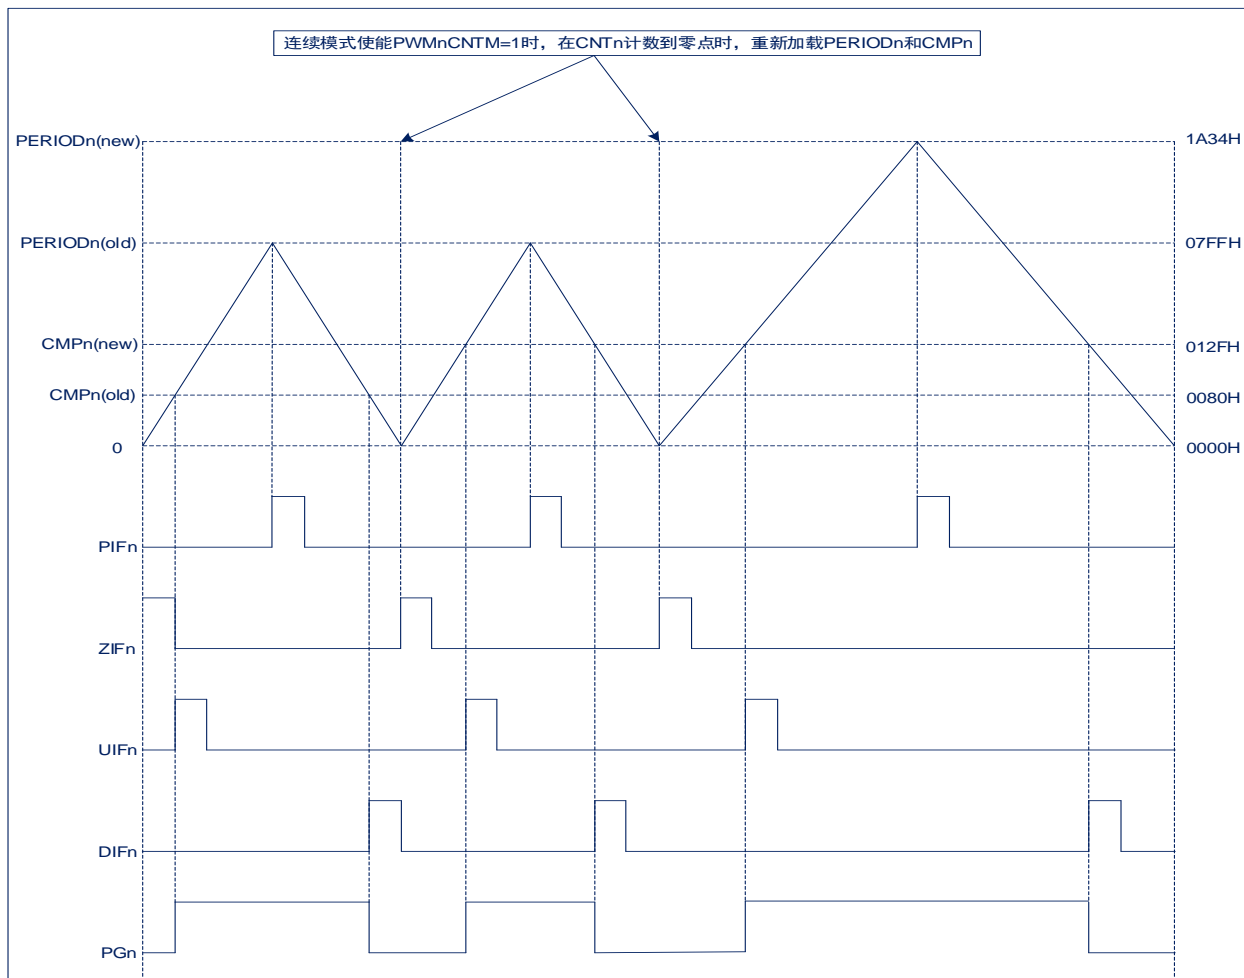 连续模式使能PWMnCNTM=1时，在CNTn计数到零点时，重新加载PERIODn和CMPn
PERIODn(new)
1A34H
PERIODn(old)
07FFH
CMPn(new)
012FH
CMPn(old)
0080H
0
0000H
PIFn
ZIFn
UIFn
DIFn
PGn